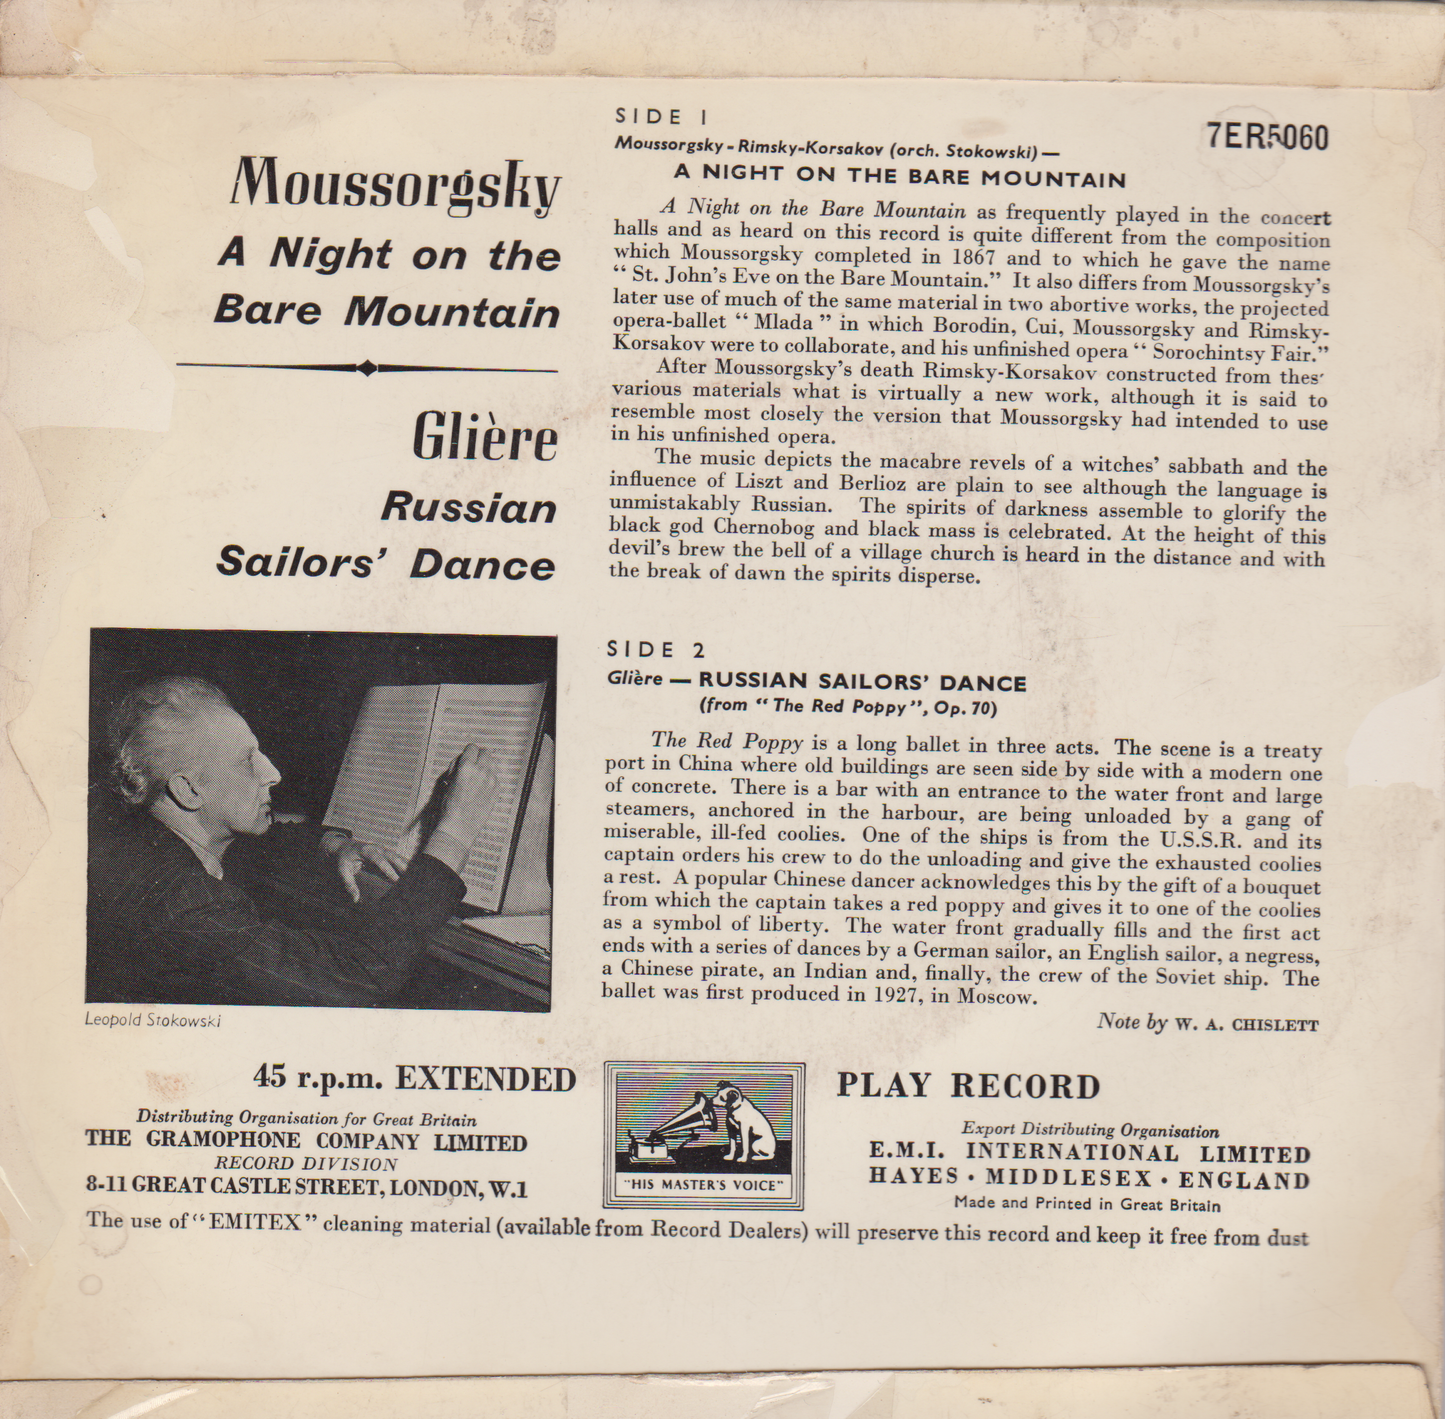 Moussorgsky
A Night on the
Bare Mountain
Glière
Russian
Sailors' Dance
Leopold Stokowski
7ER5060
SIDE 1
Moussorgsky - Rimsky-Korsakov (orch. Stokowski) —
A NIGHT ON THE BARE MOUNTAIN
A Night on the Bare Mountain as frequently played in the concert
halls and as heard on this record is quite different from the composition
which Moussorgsky completed in 1867 and to which he gave the name
“ St. John's Eve on the Bare Mountain.” It also differs from Moussorgsky's
later use of much of the same material in two abortive works, the projected
opera-ballet “ Mlada ” in which Borodin, Cui, Moussorgsky and Rimsky-
Korsakov were to collaborate, and his unfinished opera “ Sorochintsy Fair.”
After Moussorgsky's death Rimsky-Korsakov constructed from thes
various materials what is virtually a new work, although it is said to
resemble most closely the version that Moussorgsky had intended to use
in his unfinished opera.
The music depicts the macabre revels of a witches' sabbath and the
influence of Liszt and Berlioz are plain to see although the language is
unmistakably Russian. The spirits of darkness assemble to glorify the
black god Chernobog and black mass is celebrated. At the height of this
devil's brew the bell of a village church is heard in the distance and with
the break of dawn the spirits disperse.
SIDE 2
Glière — RUSSIAN SAILORS' DANCE
(from “ The Red Poppy ”, Op. 70)
The Red Poppy is a long ballet in three acts. The scene is a treaty
port in China where old buildings are seen side by side with a modern one
of concrete. There is a bar with an entrance to the water front and large
steamers, anchored in the harbour, are being unloaded by a gang of
miserable, ill-fed coolies. One of the ships is from the U.S.S.R. and its
captain orders his crew to do the unloading and give the exhausted coolies
a rest. A popular Chinese dancer acknowledges this by the gift of a bouquet
from which the captain takes a red poppy and gives it to one of the coolies
as a symbol of liberty. The water front gradually fills and the first act
ends with a series of dances by a German sailor, an English sailor, a negress,
a Chinese pirate, an Indian and, finally, the crew of the Soviet ship. The
ballet was first produced in 1927, in Moscow.
Note by W. A. CHISLETT
45 r.p.m. EXTENDED PLAY RECORD
Distributing Organisation for Great Britain
THE GRAMOPHONE COMPANY LIMITED
RECORD DIVISION
8-11 GREAT CASTLE STREET, LONDON, W.1
"HIS MASTER'S VOICE"
Export Distributing Organisation
E.M.I. INTERNATIONAL LIMITED
HAYES • MIDDLESEX • ENGLAND
Made and Printed in Great Britain
The use of “EMITEX” cleaning material (available from Record Dealers) will preserve this record and keep it free from dust